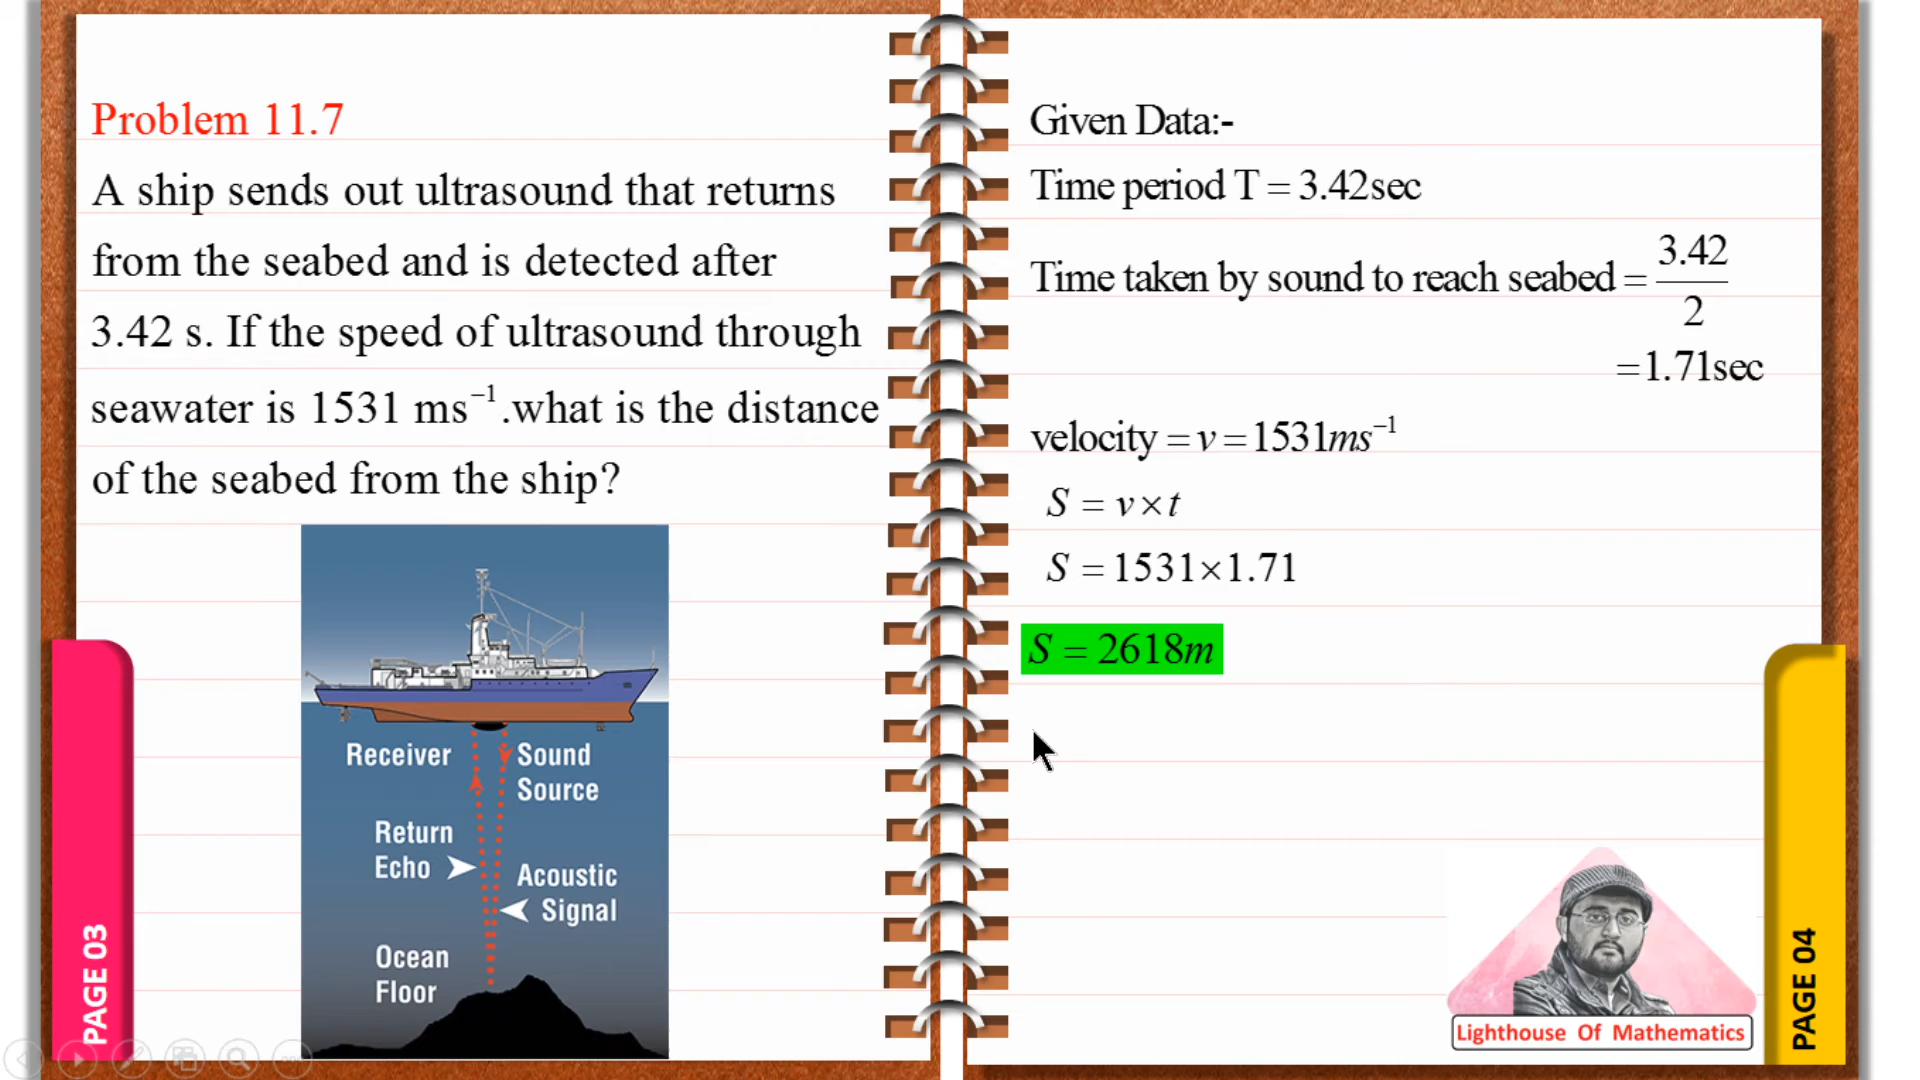 Problem 11.7
A ship sends out ultrasound that returns
from the seabed and is detected after
3.42 s. If the speed of ultrasound through
seawater is 1531 ms⁻¹.what is the distance
of the seabed from the ship?
Receiver
Sound
Source
Return
Echo
Acoustic
Signal
Ocean
Floor
PAGE 03
Given Data:-
Time period T = 3.42sec
Time taken by sound to reach seabed = 3.42/2
=1.71sec
velocity = v = 1531ms⁻¹
S = v×t
S = 1531×1.71
S = 2618m
Lighthouse Of Mathematics
PAGE 04